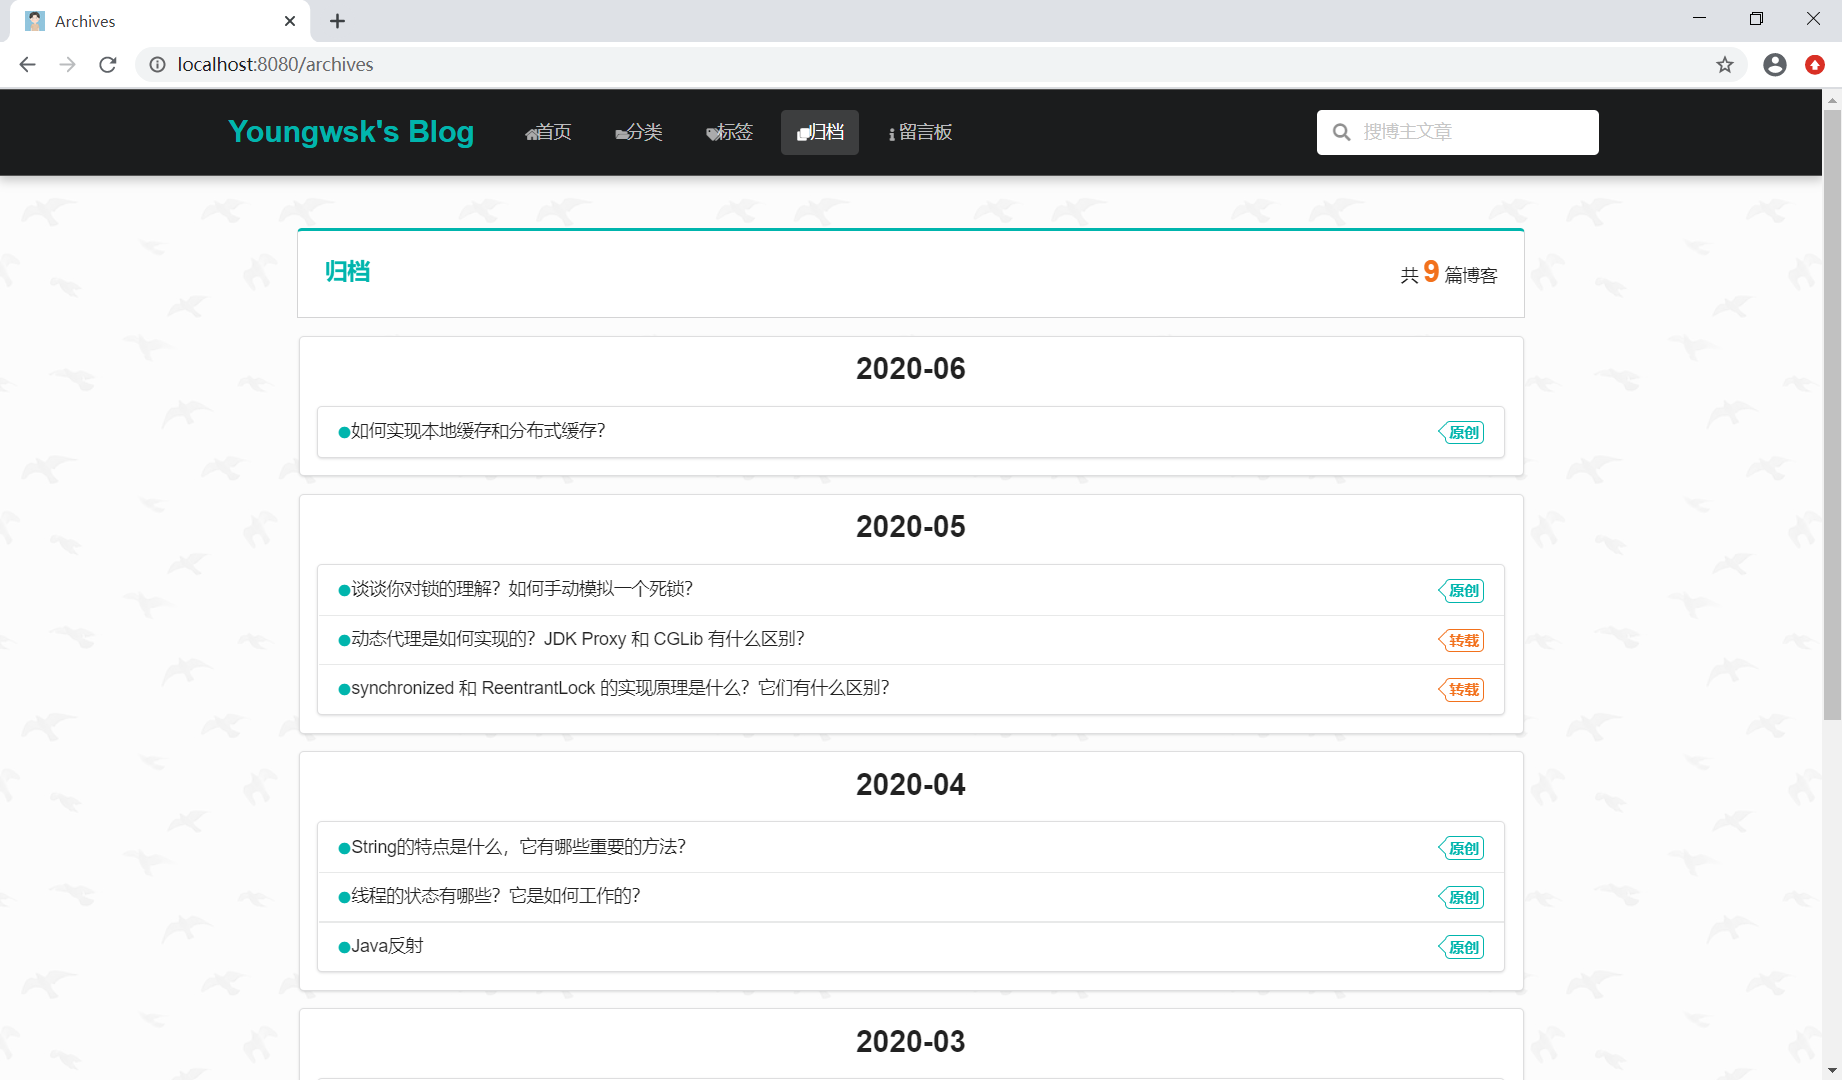 Archives
localhost:8080/archives
Youngwsk's Blog 首页 分类 标签 归档 留言板 搜博主文章
归档 共 9 篇博客
2020-06
如何实现本地缓存和分布式缓存? 原创
2020-05
谈谈你对锁的理解？如何手动模拟一个死锁? 原创
动态代理是如何实现的？JDK Proxy 和 CGLib 有什么区别? 转载
synchronized 和 ReentrantLock 的实现原理是什么？它们有什么区别? 转载
2020-04
String的特点是什么，它有哪些重要的方法? 原创
线程的状态有哪些？它是如何工作的? 原创
Java反射 原创
2020-03